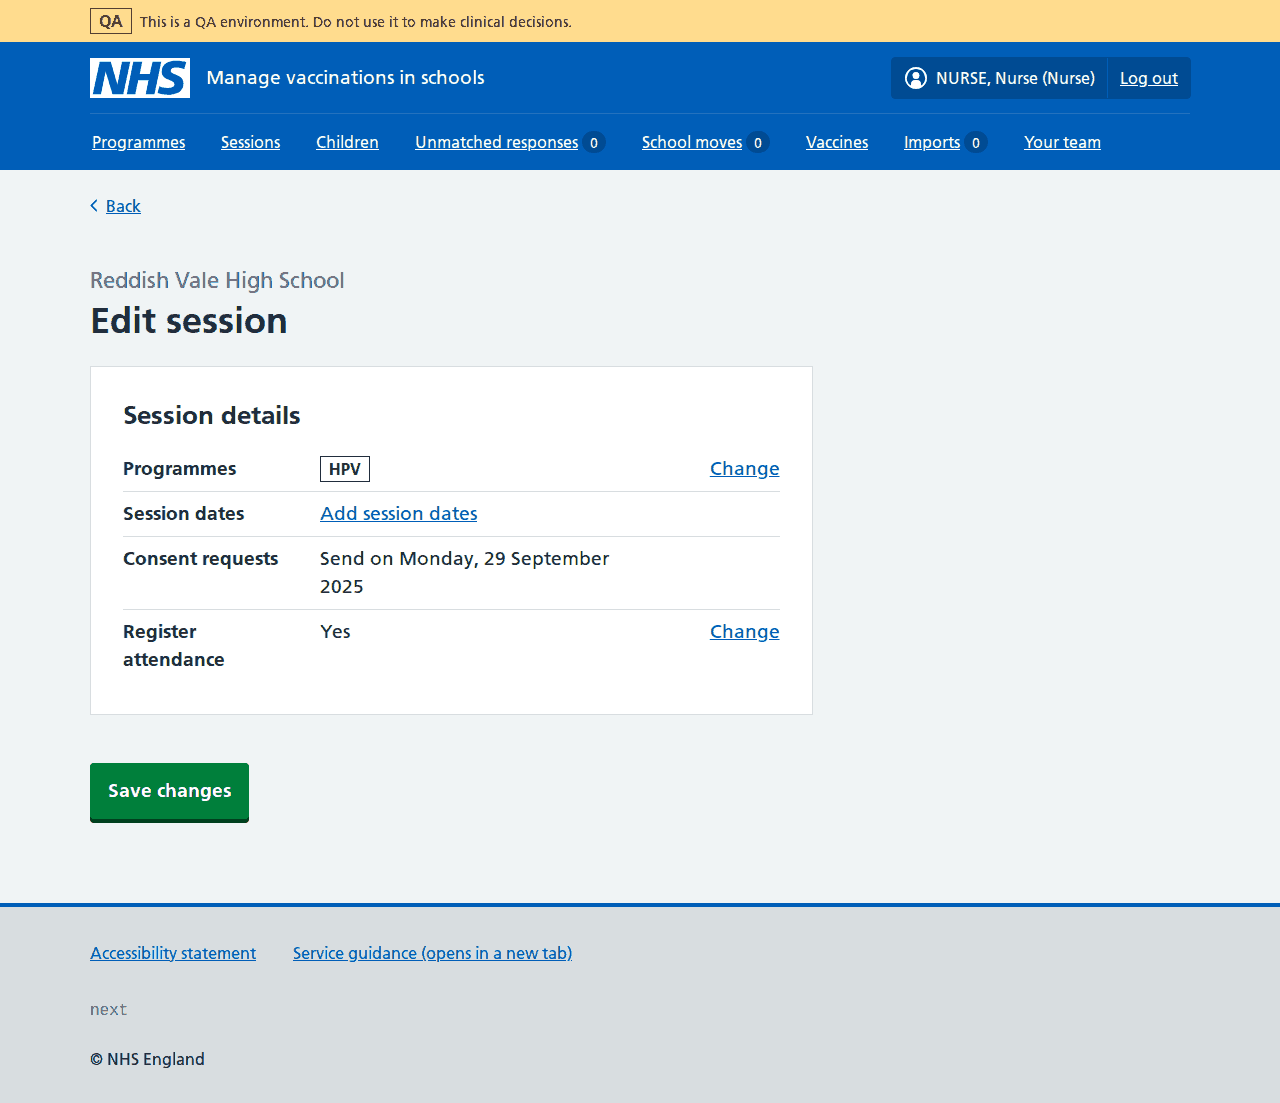 QA This is a QA environment. Do not use it to make clinical decisions.
NHS Manage vaccinations in schools NURSE, Nurse (Nurse) Log out
Programmes Sessions Children Unmatched responses 0 School moves 0 Vaccines Imports 0 Your team
Back
Reddish Vale High School
Edit session
Session details
Programmes HPV Change
Session dates Add session dates
Consent requests Send on Monday, 29 September
2025
Register Yes Change
attendance
Save changes
Accessibility statement Service guidance (opens in a new tab)
next
© NHS England